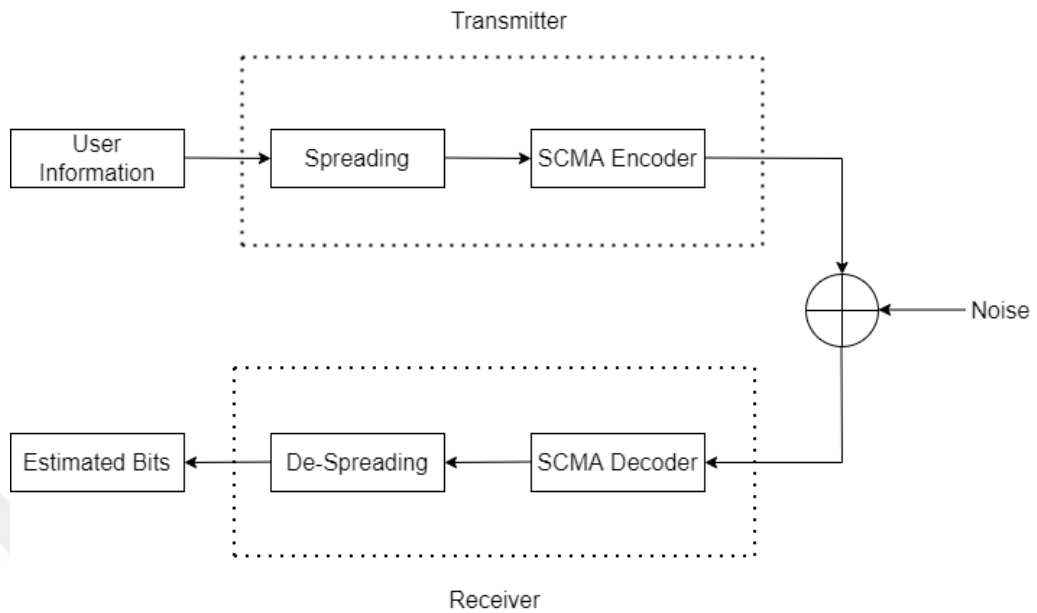 Transmitter
User
Information
Spreading
SCMA Encoder
Noise
Estimated Bits
De-Spreading
SCMA Decoder
Receiver